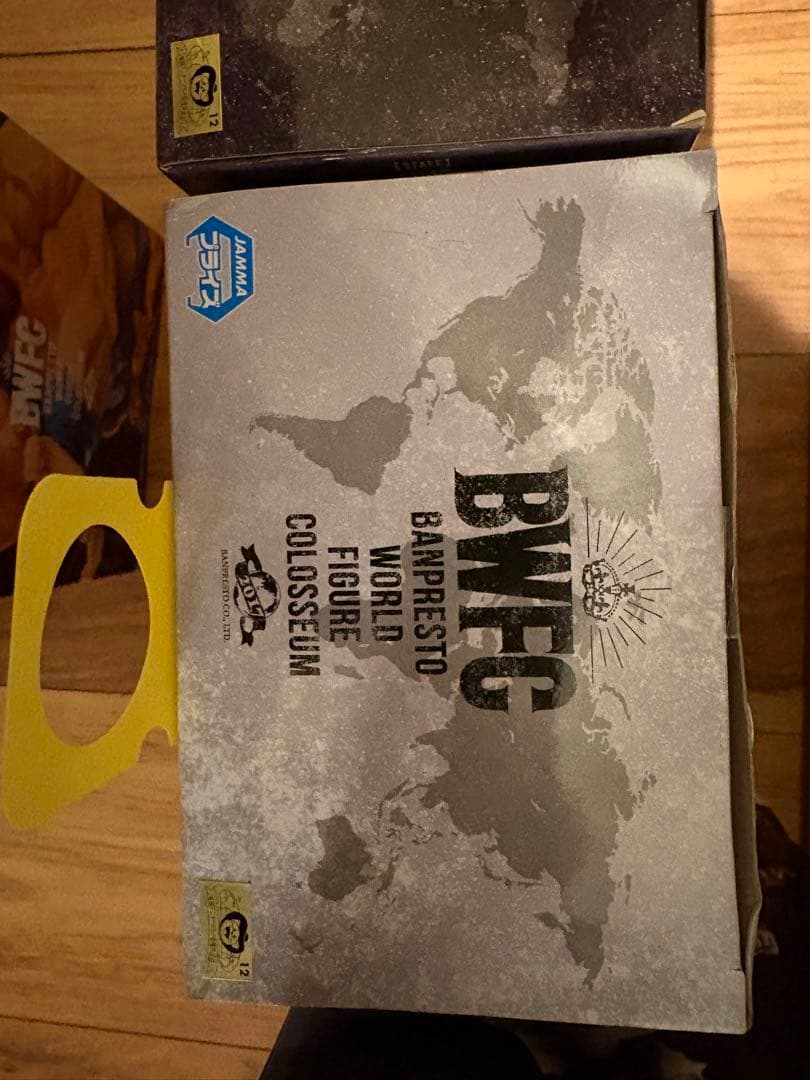 BWFC
BANPRESTO
WORLD
FIGURE
COLOSSEUM
BANPRESTO CO., LTD.
JAMMA
プライズ
12
12
BWFC